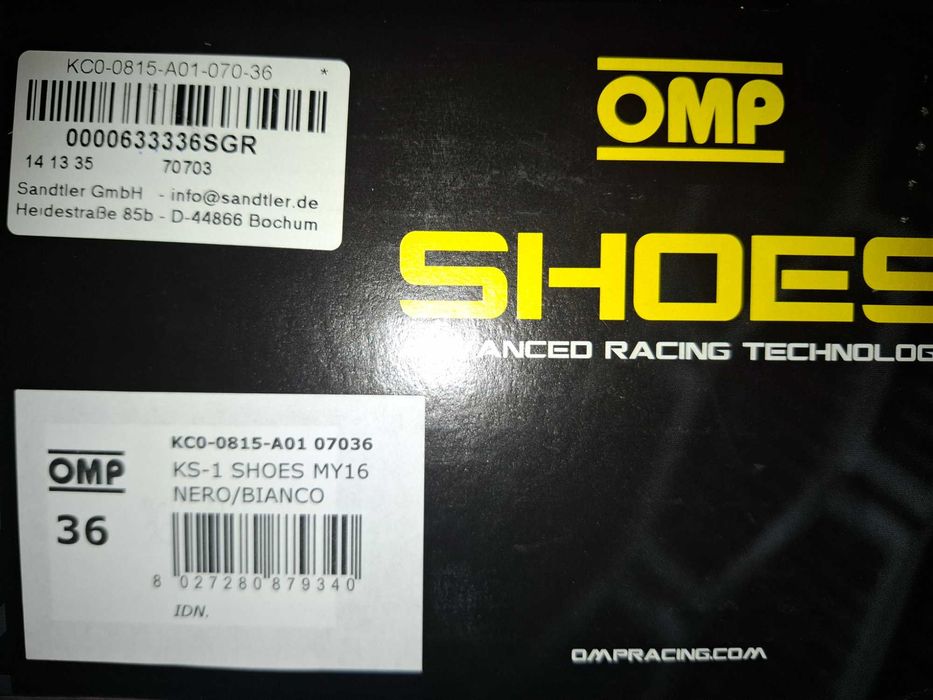 KC0-0815-A01-070-36 *
0000633336SGR
14 13 35 70703
Sandtler GmbH - info@sandtler.de
Heidestraße 85b - D-44866 Bochum
OMP
SHOES
ANCED RACING TECHNOLOG
OMP
36
KC0-0815-A01 07036
KS-1 SHOES MY16
NERO/BIANCO
8 027280 879340
IDN.
OMPRACING.COM